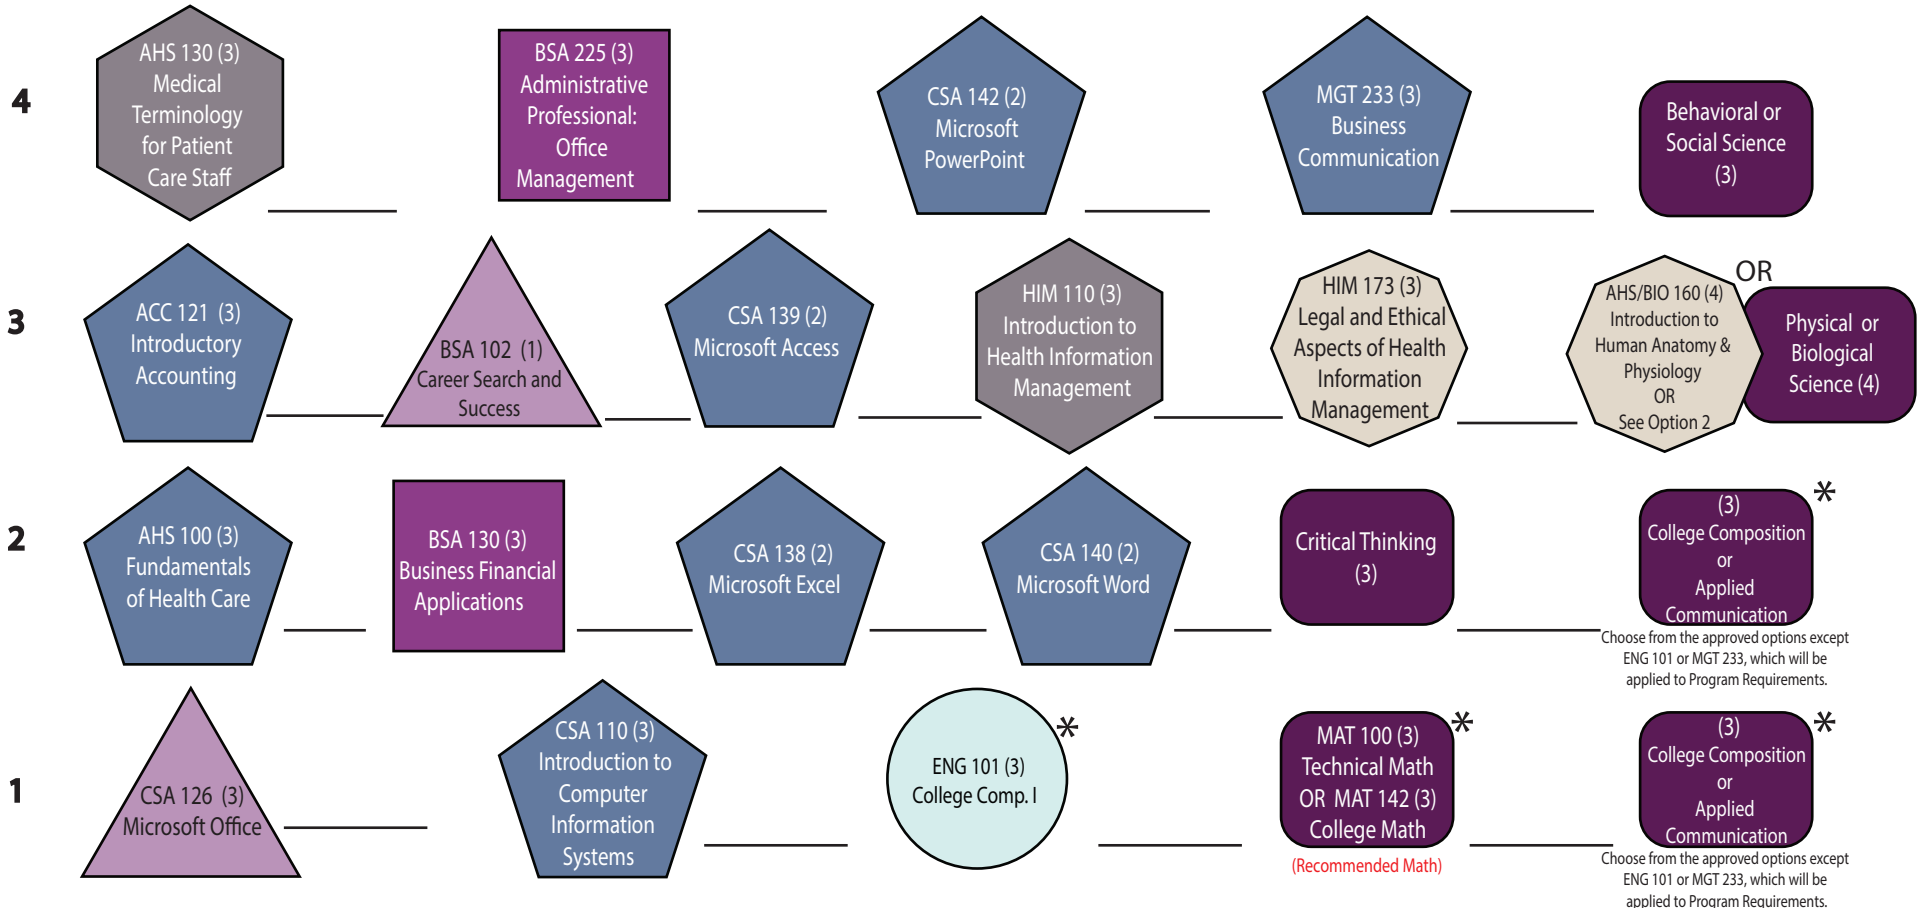 4
AHS 130 (3)
Medical
Terminology
for Patient
Care Staff
BSA 225 (3)
Administrative
Professional:
Office
Management
CSA 142 (2)
Microsoft
PowerPoint
MGT 233 (3)
Business
Communication
Behavioral or
Social Science
(3)
3
ACC 121 (3)
Introductory
Accounting
BSA 102 (1)
Career Search and
Success
CSA 139 (2)
Microsoft Access
HIM 110 (3)
Introduction to
Health Information
Management
HIM 173 (3)
Legal and Ethical
Aspects of Health
Information
Management
AHS/BIO 160 (4)
Introduction to
Human Anatomy &
Physiology
OR
See Option 2
OR
Physical or
Biological
Science (4)
2
AHS 100 (3)
Fundamentals
of Health Care
BSA 130 (3)
Business Financial
Applications
CSA 138 (2)
Microsoft Excel
CSA 140 (2)
Microsoft Word
Critical Thinking
(3)
*
(3)
College Composition
or
Applied
Communication
Choose from the approved options except
ENG 101 or MGT 233, which will be
applied to Program Requirements.
1
CSA 126 (3)
Microsoft Office
CSA 110 (3)
Introduction to
Computer
Information
Systems
*
ENG 101 (3)
College Comp. I
*
MAT 100 (3)
Technical Math
OR MAT 142 (3)
College Math
(Recommended Math)
*
(3)
College Composition
or
Applied
Communication
Choose from the approved options except
ENG 101 or MGT 233, which will be
applied to Program Requirements.